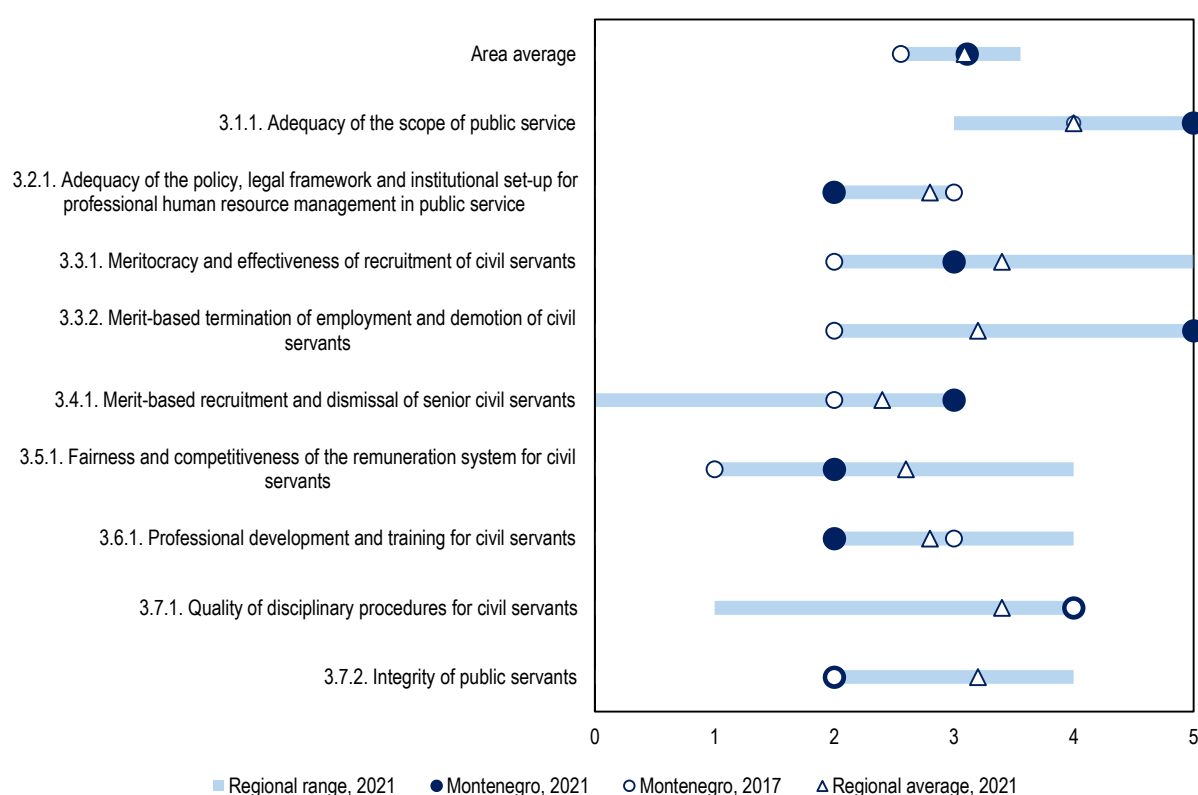 Area average
3.1.1. Adequacy of the scope of public service
3.2.1. Adequacy of the policy, legal framework and institutional set-up for
professional human resource management in public service
3.3.1. Meritocracy and effectiveness of recruitment of civil servants
3.3.2. Merit-based termination of employment and demotion of civil
servants
3.4.1. Merit-based recruitment and dismissal of senior civil servants
3.5.1. Fairness and competitiveness of the remuneration system for civil
servants
3.6.1. Professional development and training for civil servants
3.7.1. Quality of disciplinary procedures for civil servants
3.7.2. Integrity of public servants
0 1 2 3 4 5
Regional range, 2021 Montenegro, 2021 Montenegro, 2017 Regional average, 2021